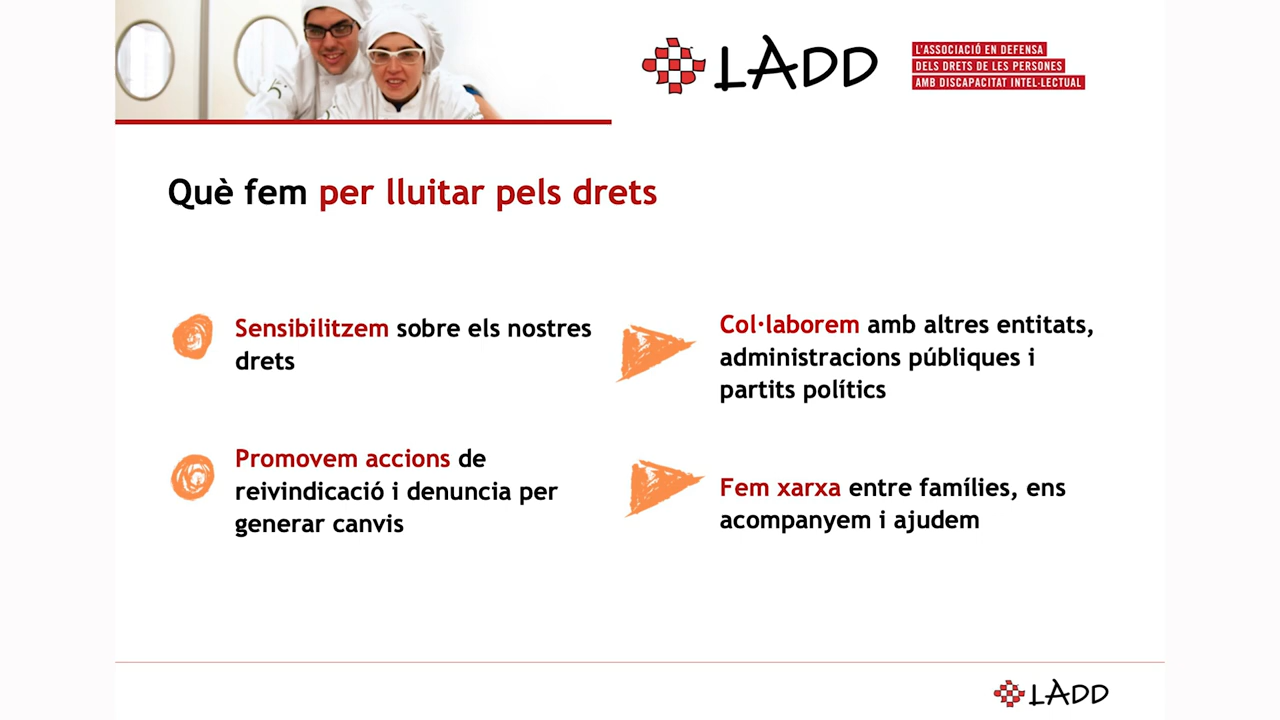 LADD
L'ASSOCIACIÓ EN DEFENSA
DELS DRETS DE LES PERSONES
AMB DISCAPACITAT INTEL·LECTUAL
Què fem per lluitar pels drets
Sensibilitzem sobre els nostres
drets
Promovem accions de
reivindicació i denuncia per
generar canvis
Col·laborem amb altres entitats,
administracions públiques i
partits polítics
Fem xarxa entre famílies, ens
acompanyem i ajudem
LADD